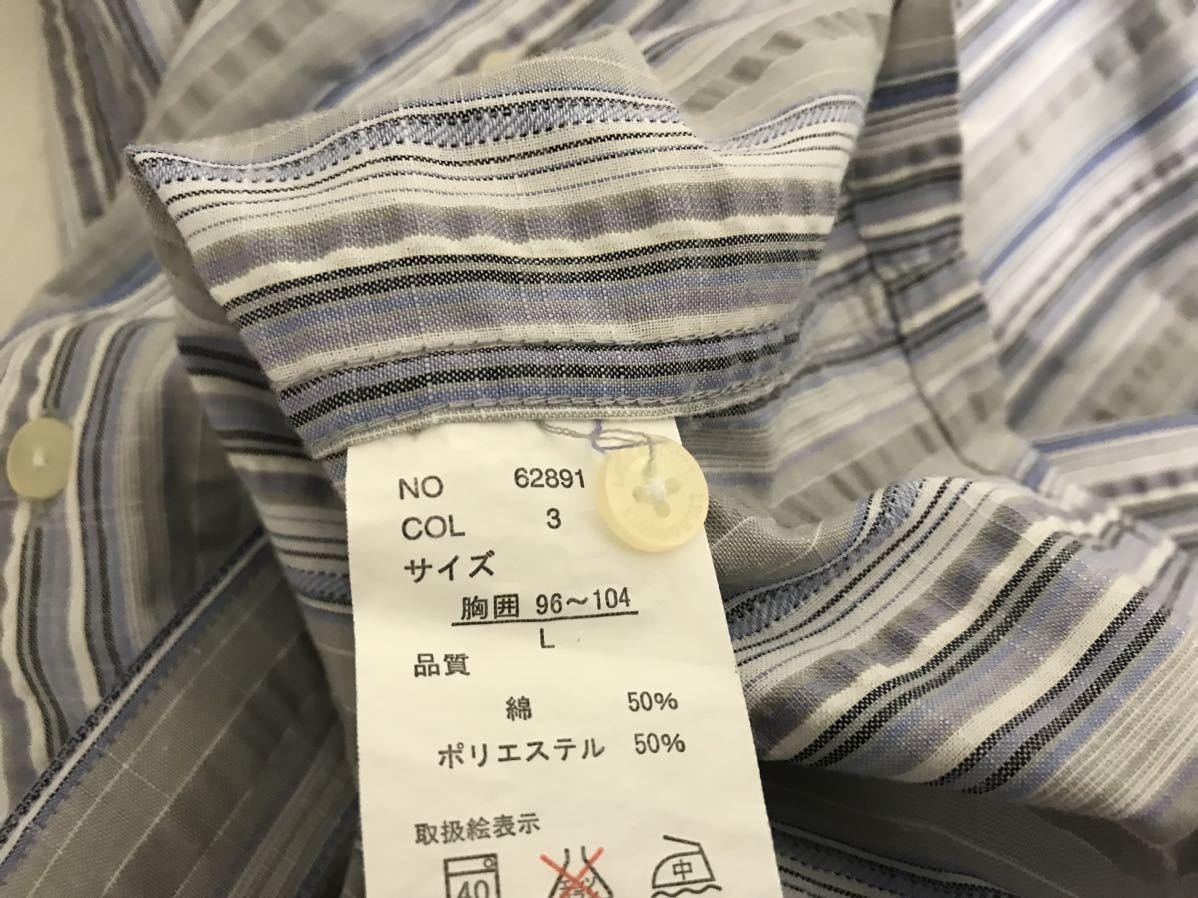 NO 62891
COL 3
サイズ
胸囲 96～104
L
品質
綿 50%
ポリエステル 50%
取扱絵表示
40
中